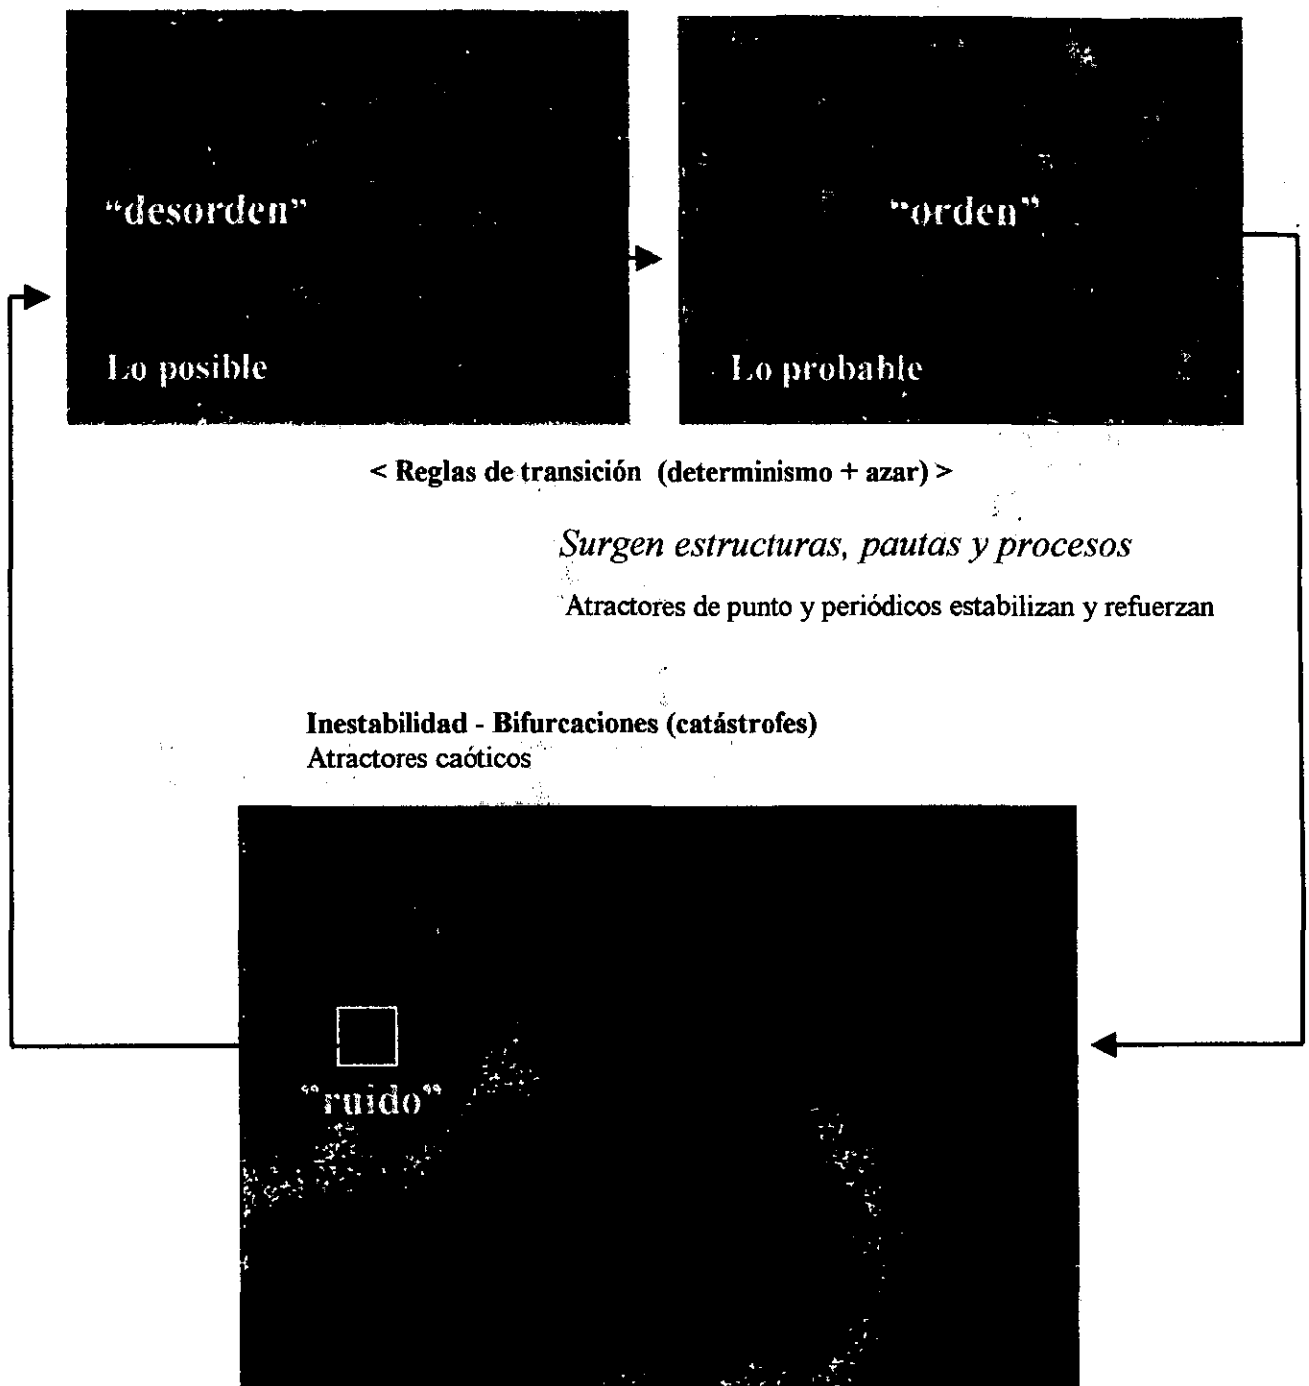 “desorden”
“orden”
Lo posible
Lo probable
< Reglas de transición (determinismo + azar) >
Surgen estructuras, pautas y procesos
Atractores de punto y periódicos estabilizan y refuerzan
Inestabilidad - Bifurcaciones (catástrofes)
Atractores caóticos
“ruido”